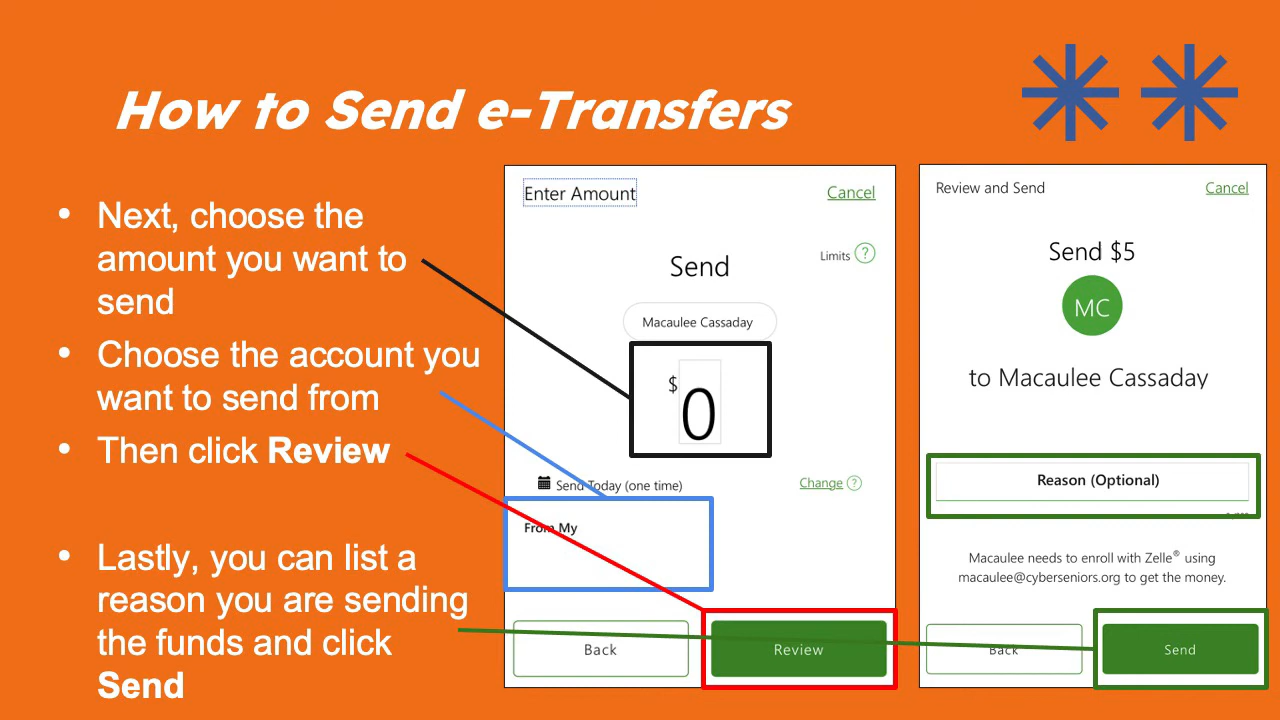 How to Send e-Transfers
• Next, choose the
amount you want to
send
• Choose the account you
want to send from
• Then click Review
• Lastly, you can list a
reason you are sending
the funds and click
Send
Enter Amount
Cancel
Limits ?
Send
Macaulee Cassaday
$ 0
Send Today (one time)
Change ?
From My
Back
Review
Review and Send
Cancel
Send $5
MC
to Macaulee Cassaday
Reason (Optional)
Macaulee needs to enroll with Zelle® using
macaulee@cyberseniors.org to get the money.
Back
Send